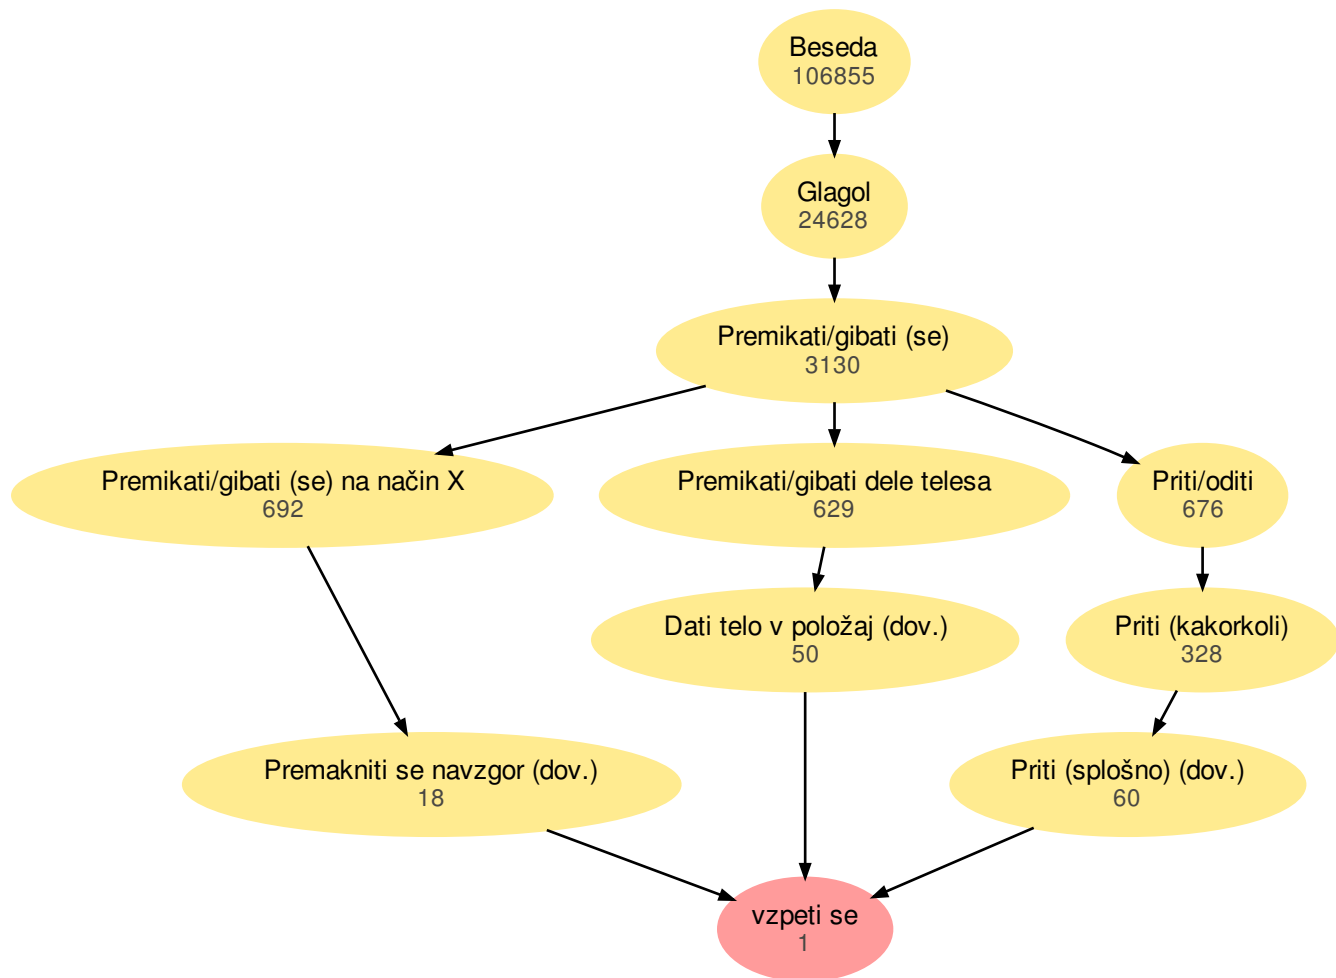 Beseda
106855
Glagol
24628
Premikati/gibati (se)
3130
Premikati/gibati (se) na način X
692
Premikati/gibati dele telesa
629
Priti/oditi
676
Dati telo v položaj (dov.)
50
Priti (kakorkoli)
328
Premakniti se navzgor (dov.)
18
Priti (splošno) (dov.)
60
vzpeti se
1